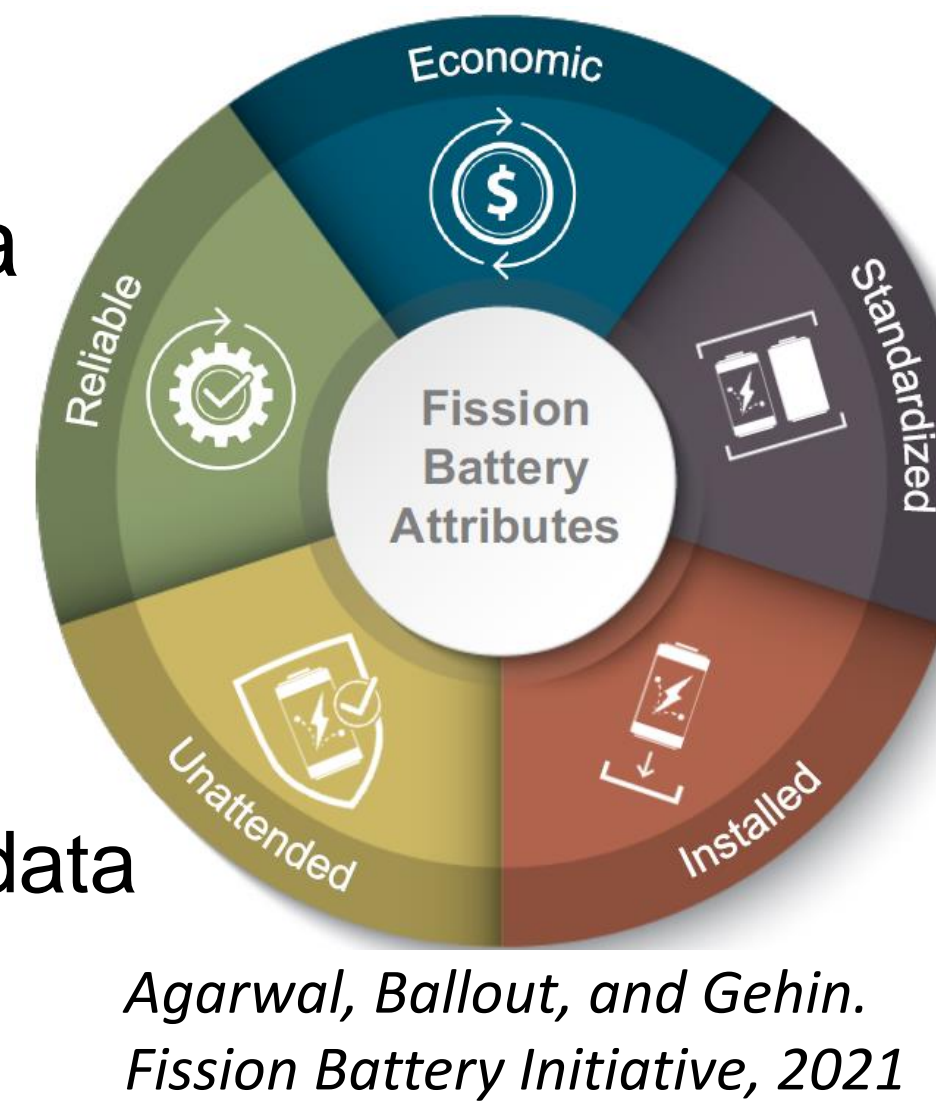 Economic
a
Reliable
$
Standardized
Fission
Battery
Attributes
Unattended
Installed
data
Agarwal, Ballout, and Gehin.
Fission Battery Initiative, 2021